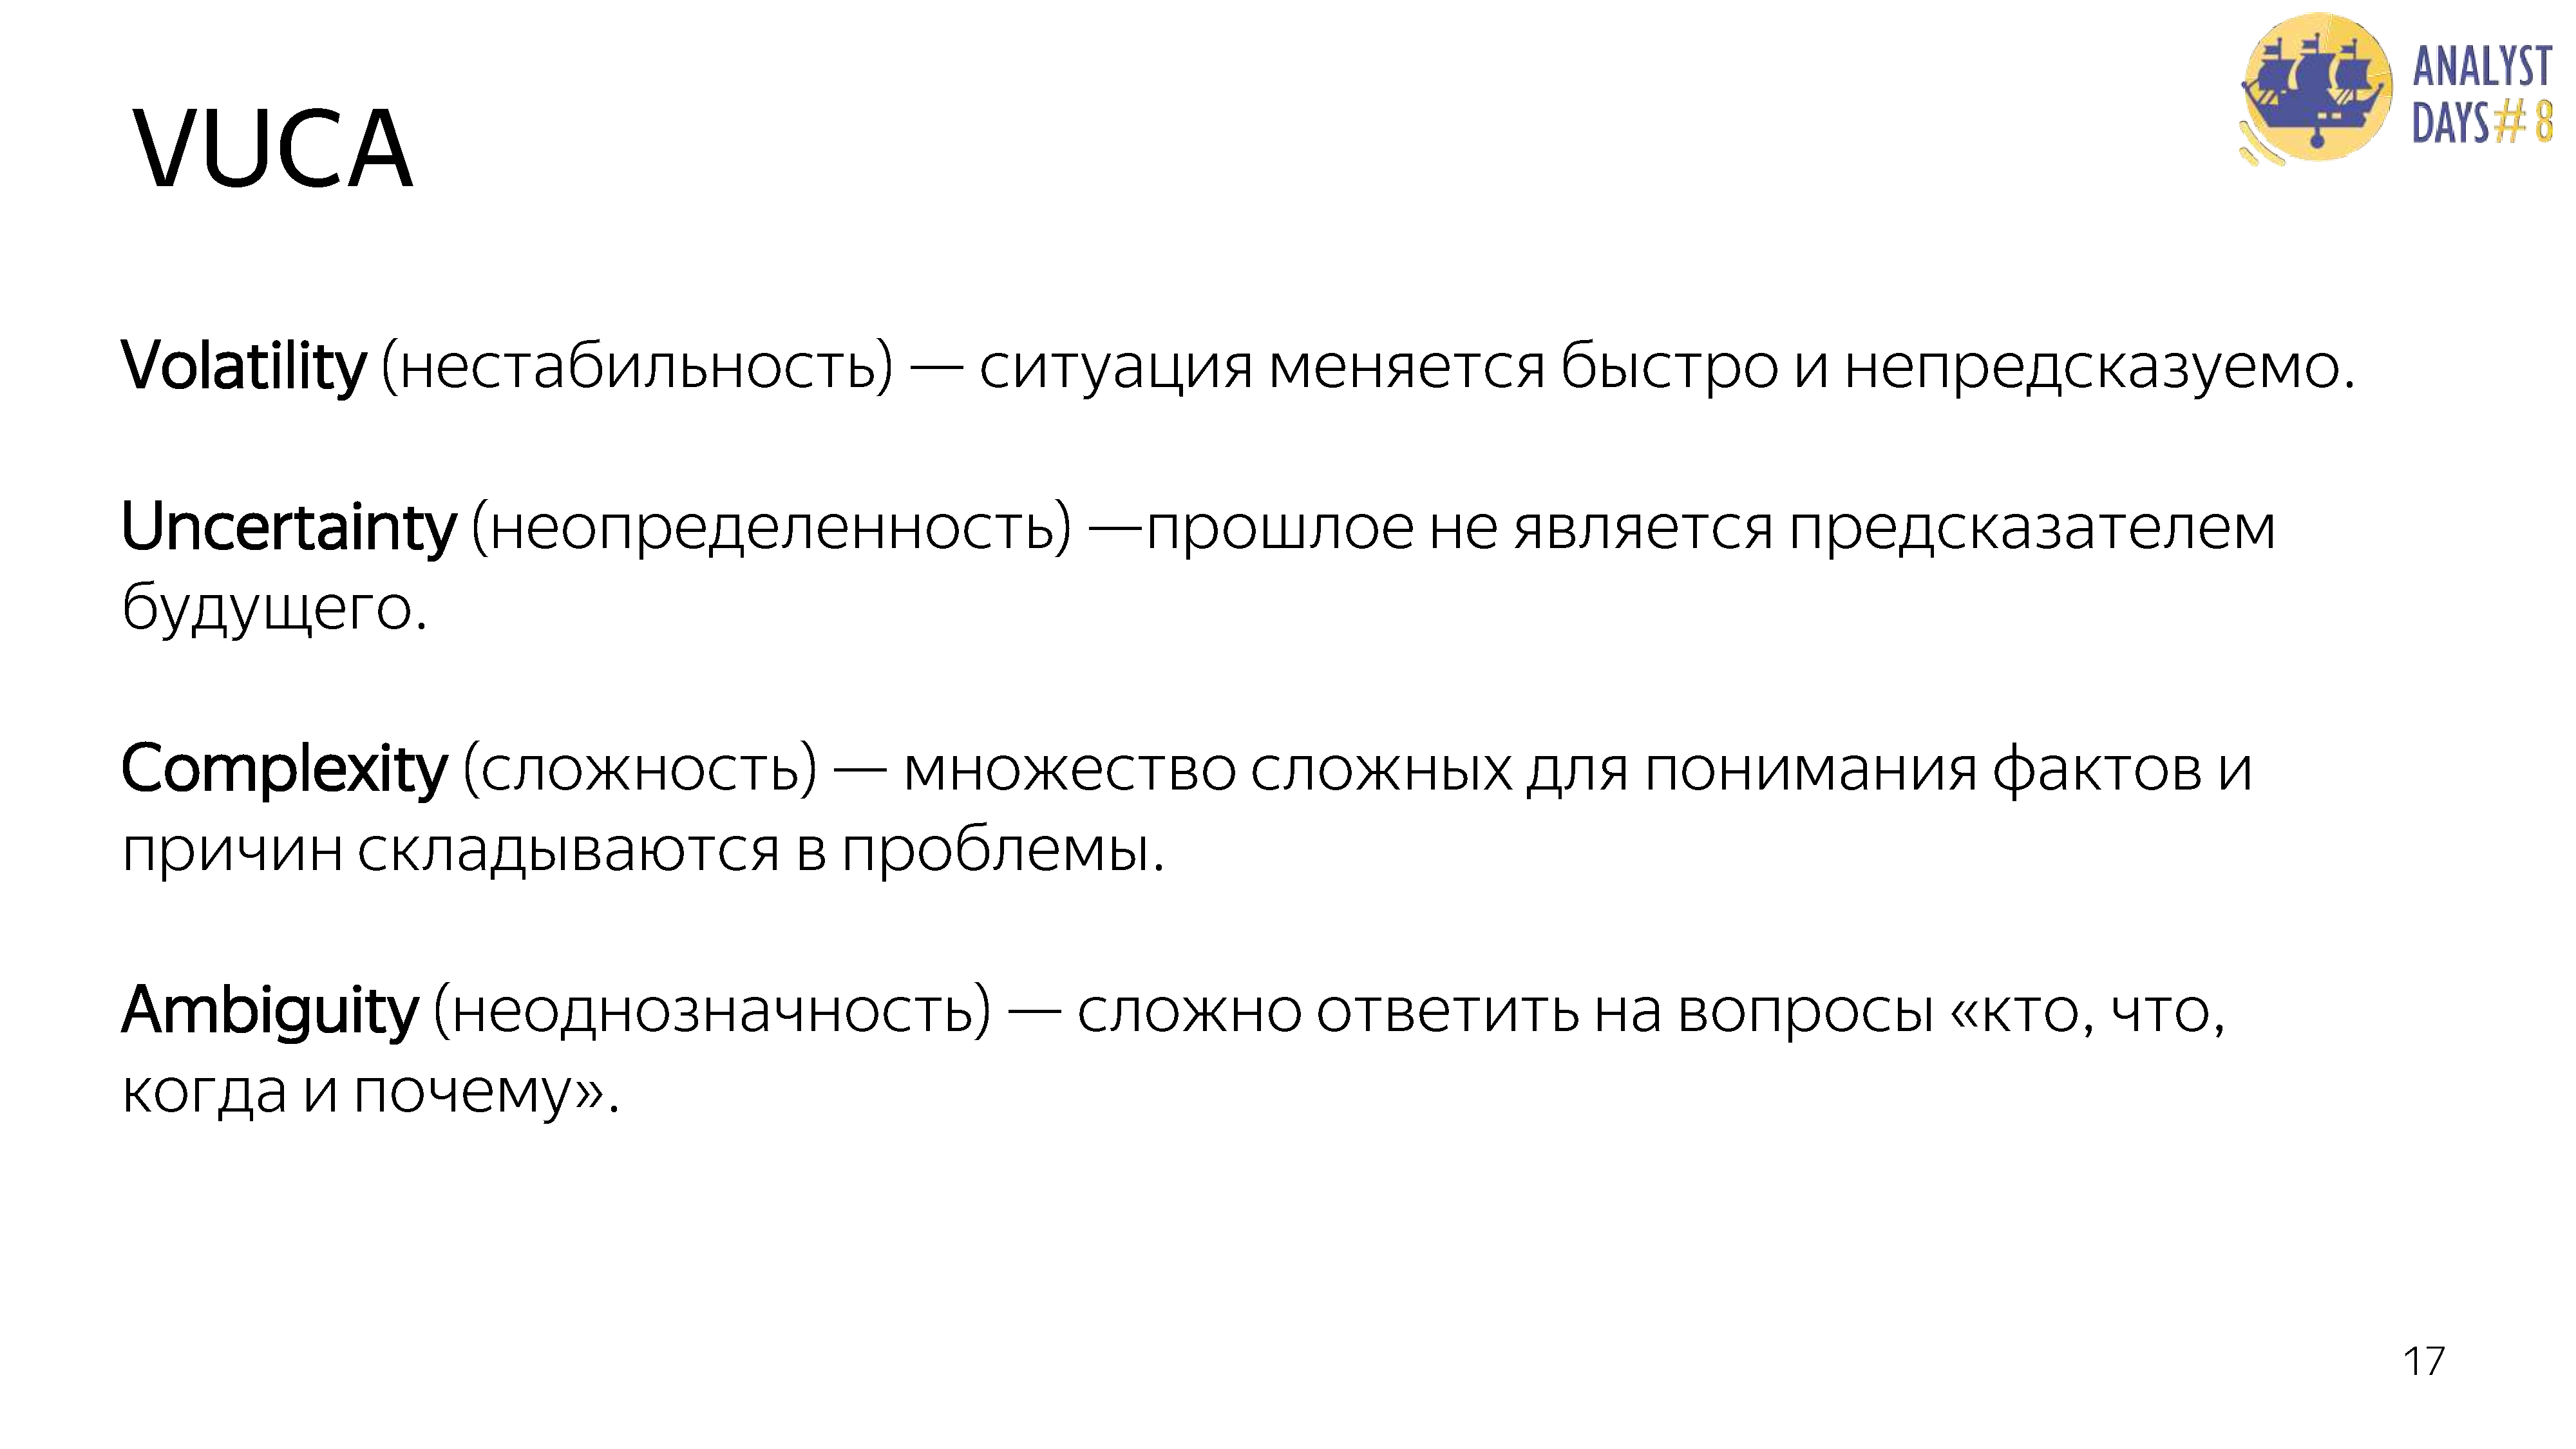 ANALYST
DAYS#8
VUCA
Volatility (нестабильность) — ситуация меняется быстро и непредсказуемо.
Uncertainty (неопределенность) —прошлое не является предсказателем
будущего.
Complexity (сложность) — множество сложных для понимания фактов и
причин складываются в проблемы.
Ambiguity (неоднозначность) — сложно ответить на вопросы «кто, что,
когда и почему».
17